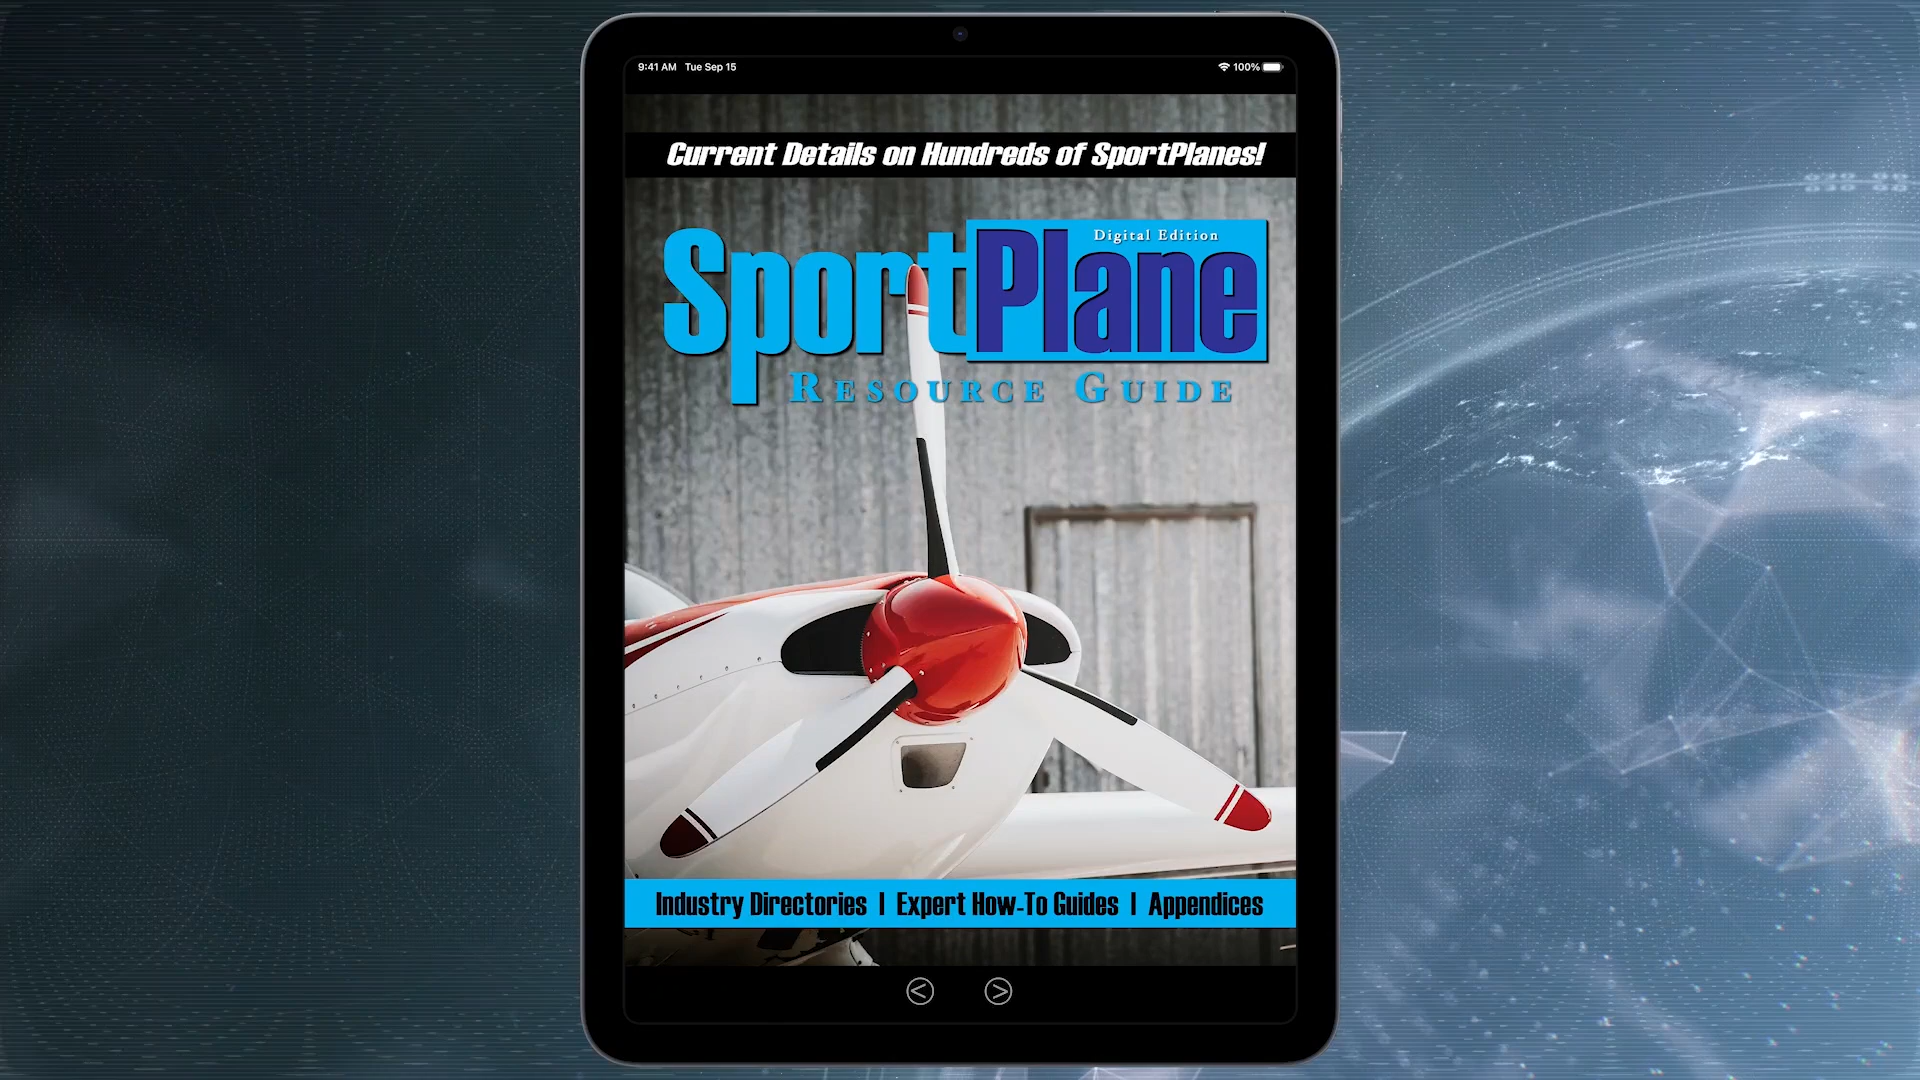 9:41 AM Tue Sep 15 100%
Current Details on Hundreds of SportPlanes!
Digital Edition
SportPlane
Resource Guide
Industry Directories | Expert How-To Guides | Appendices